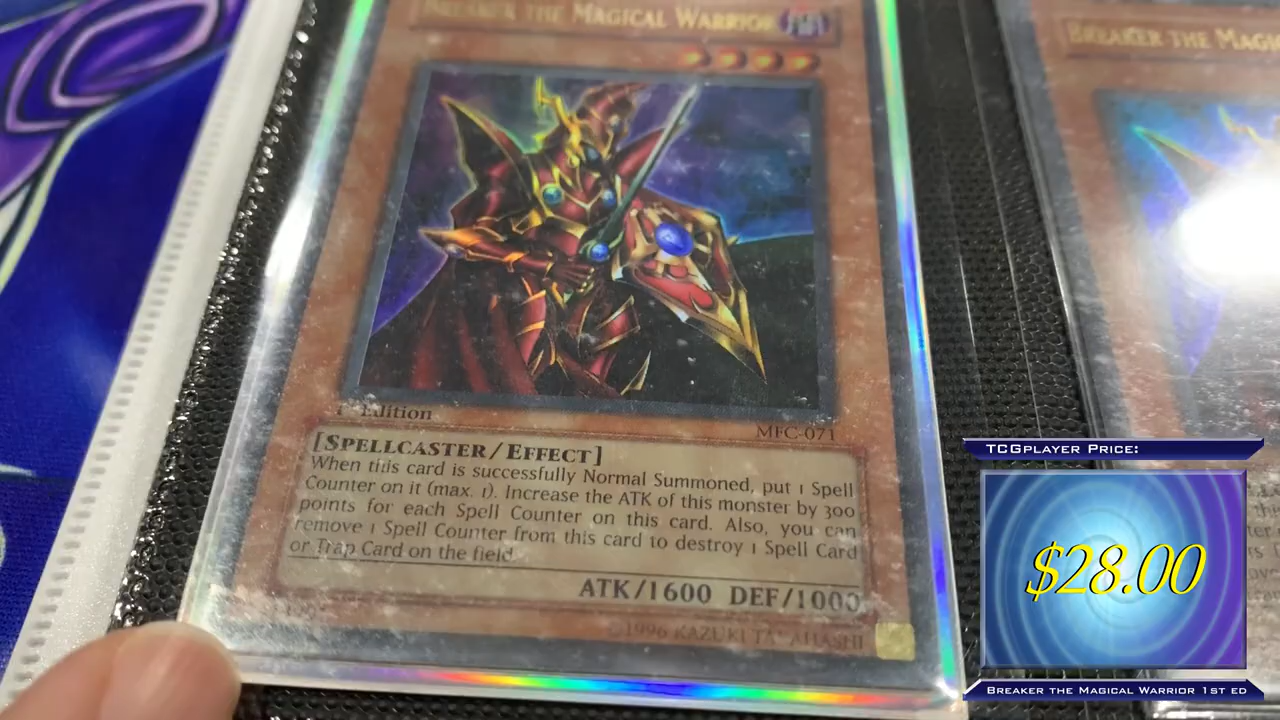 Breaker the Magical Warrior
Breaker the Magi
1st Edition
MFC-071
[Spellcaster/Effect]
When this card is successfully Normal Summoned, put 1 Spell
Counter on it (max. 1). Increase the ATK of this monster by 300
points for each Spell Counter on this card. Also, you can
remove 1 Spell Counter from this card to destroy 1 Spell Card
or Trap Card on the field.
ATK/1600 DEF/1000
©1996 KAZUKI TAKAHASHI
TCGplayer Price:
$28.00
Breaker the Magical Warrior 1st ed